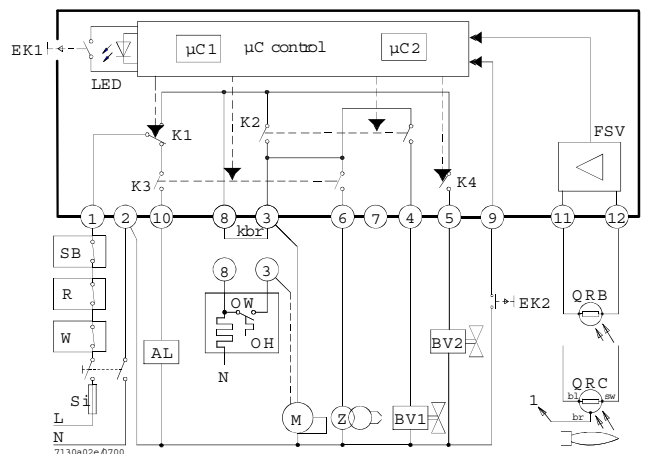 EK1
LED
µC1
µC control
µC2
FSV
K1
K2
K3
K4
1
2
10
8
3
6
7
4
5
9
11
12
kbr
SB
R
W
Si
L
N
AL
8
3
OW
OH
N
M
Z
BV1
BV2
EK2
QRB
QRC
bl
sw
br
1
7130a02e/0700